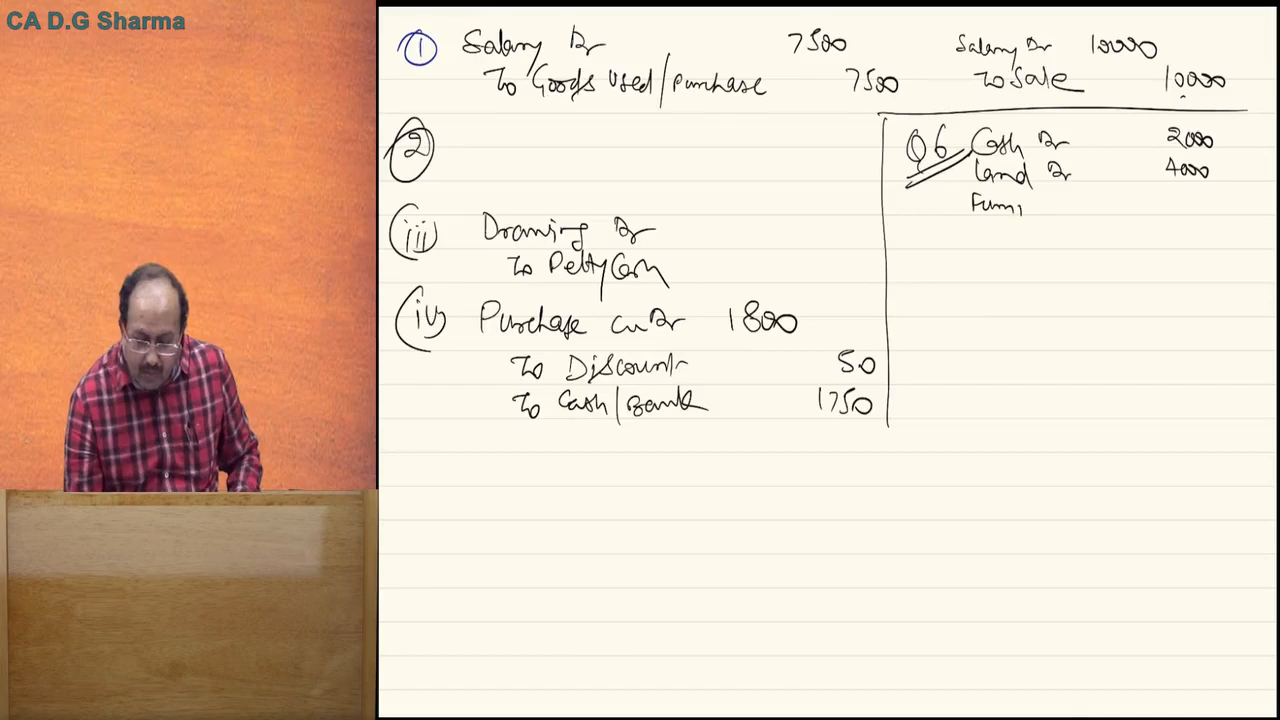 CA D.G Sharma
① Salary Dr 7500
To Goods Used/Purchase 7500
Salary Dr 10000
To Sale 10000
②
(iii) Drawing Dr
To Petty Cash
(iv) Purchase Dr 1800
To Discount 50
To Cash/Bank 1750
Q6 Cash Dr 2000
Land Dr 4000
Furni